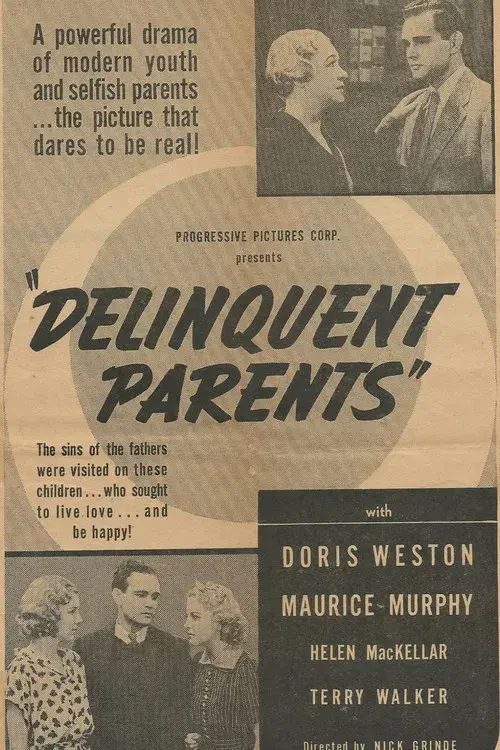 A powerful drama
of modern youth
and selfish parents
...the picture that
dares to be real!
PROGRESSIVE PICTURES CORP.
presents
"DELINQUENT
PARENTS"
The sins of the fathers
were visited on these
children...who sought
to live love...and
be happy!
with
DORIS WESTON
MAURICE MURPHY
HELEN MacKELLAR
TERRY WALKER
Directed by NICK GRINDE